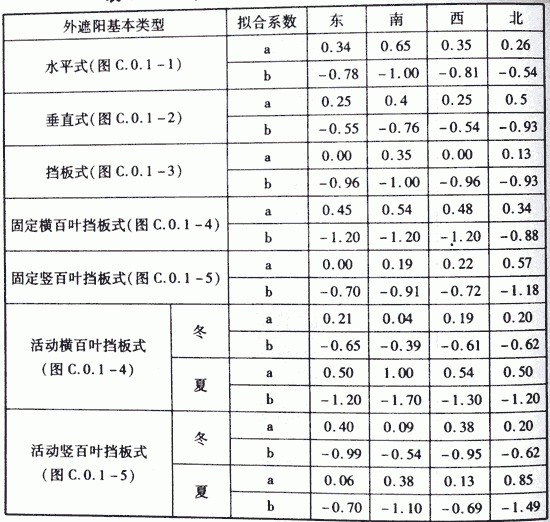 外遮阳基本类型 拟合系数 东 南 西 北
水平式(图 C.0.1-1) a 0.34 0.65 0.35 0.26
b -0.78 -1.00 -0.81 -0.54
垂直式(图 C.0.1-2) a 0.25 0.4 0.25 0.5
b -0.55 -0.76 -0.54 -0.93
挡板式(图 C.0.1-3) a 0.00 0.35 0.00 0.13
b -0.96 -1.00 -0.96 -0.93
固定横百叶挡板式(图 C.0.1-4) a 0.45 0.54 0.48 0.34
b -1.20 -1.20 -1.20 -0.88
固定竖百叶挡板式(图 C.0.1-5) a 0.00 0.19 0.22 0.57
b -0.70 -0.91 -0.72 -1.18
活动横百叶挡板式
(图 C.0.1-4)
冬 a 0.21 0.04 0.19 0.20
b -0.65 -0.39 -0.61 -0.62
夏 a 0.50 1.00 0.54 0.50
b -1.20 -1.70 -1.30 -1.20
活动竖百叶挡板式
(图 C.0.1-5)
冬 a 0.40 0.09 0.38 0.20
b -0.99 -0.54 -0.95 -0.62
夏 a 0.06 0.38 0.13 0.85
b -0.70 -1.10 -0.69 -1.49